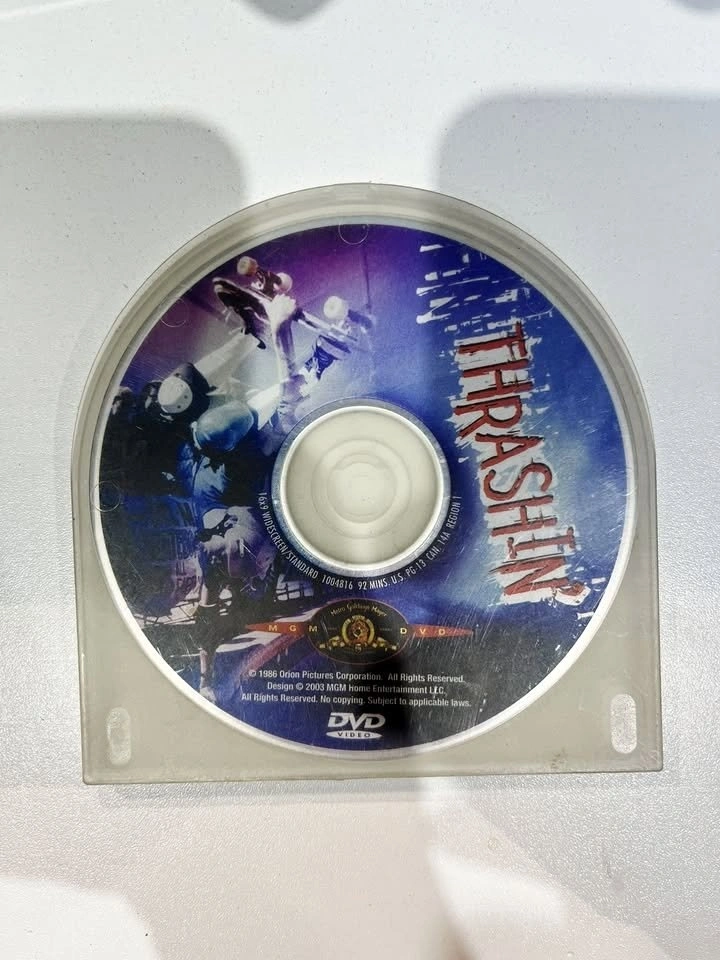 THRASHIN'
16x9 WIDESCREEN/STANDARD 1004816 92 MINS. U.S. PG-13 CAN. 14A REGION 1
Metro Goldwyn Mayer
MGM DVD
© 1986 Orion Pictures Corporation. All Rights Reserved.
Design © 2003 MGM Home Entertainment LLC.
All Rights Reserved. No copying. Subject to applicable laws.
DVD
VIDEO